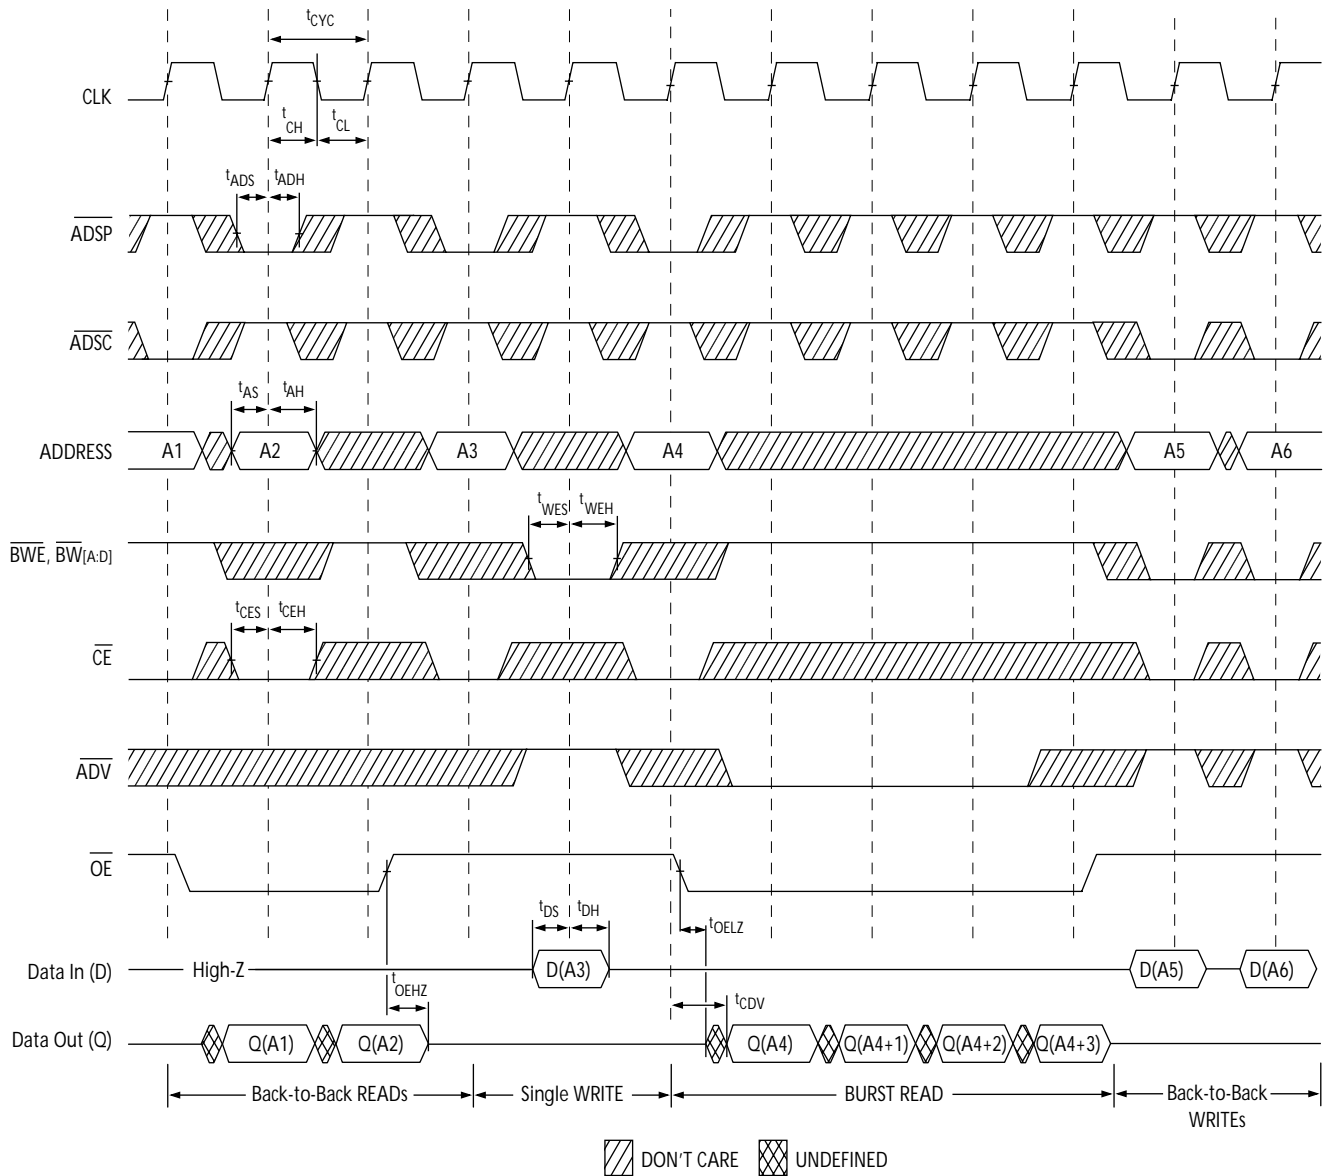 tCYC
CLK
tCH tCL
tADS tADH
ADSP
ADSC
tAS tAH
ADDRESS A1 A2 A3 A4 A5 A6
tWES tWEH
BWE, BW[A:D]
tCES tCEH
CE
ADV
OE
tDS tDH tOELZ
Data In (D) High-Z D(A3) D(A5) D(A6)
tOEHZ tCDV
Data Out (Q) Q(A1) Q(A2) Q(A4) Q(A4+1) Q(A4+2) Q(A4+3)
Back-to-Back READs Single WRITE BURST READ Back-to-Back
WRITEs
DON'T CARE UNDEFINED